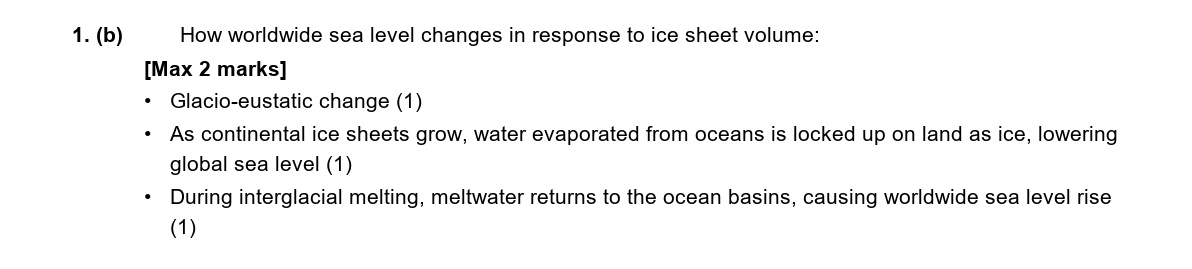 1. (b) How worldwide sea level changes in response to ice sheet volume:
[Max 2 marks]
• Glacio-eustatic change (1)
• As continental ice sheets grow, water evaporated from oceans is locked up on land as ice, lowering
global sea level (1)
• During interglacial melting, meltwater returns to the ocean basins, causing worldwide sea level rise
(1)